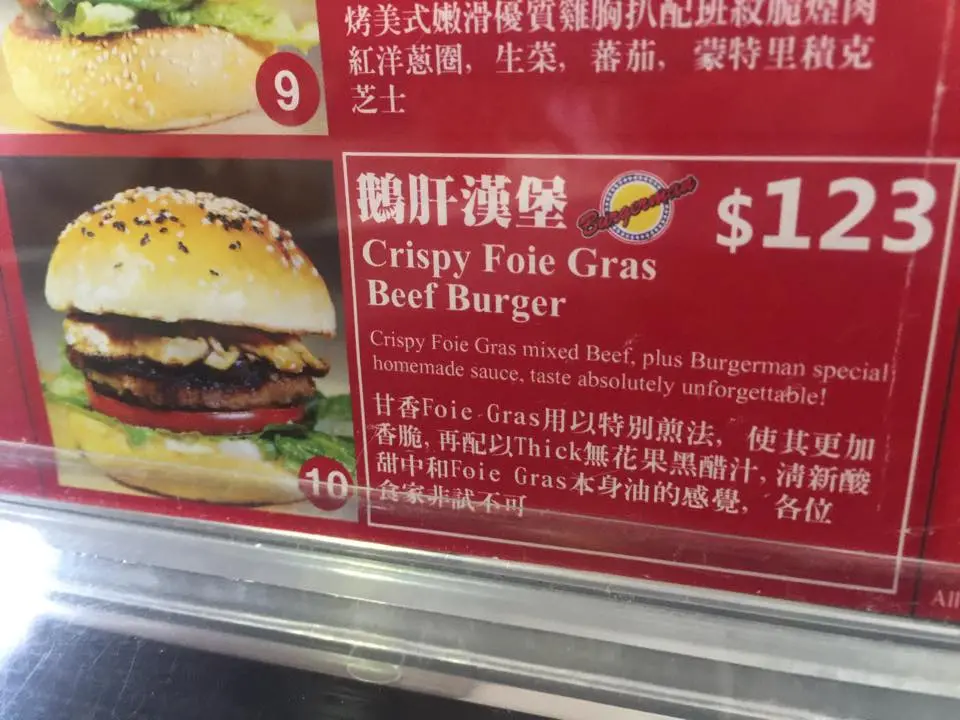 烤美式嫩滑優質雞胸扒配班紋脆煙肉
紅洋蔥圈, 生菜, 蕃茄, 蒙特里積克
芝士
9
鵝肝漢堡
Burgerman
$123
Crispy Foie Gras
Beef Burger
Crispy Foie Gras mixed Beef, plus Burgerman special
homemade sauce, taste absolutely unforgettable!
甘香Foie Gras用以特別煎法, 使其更加
香脆, 再配以Thick無花果黑醋汁, 清新酸
甜中和Foie Gras本身油的感覺, 各位
食家非試不可
10
All